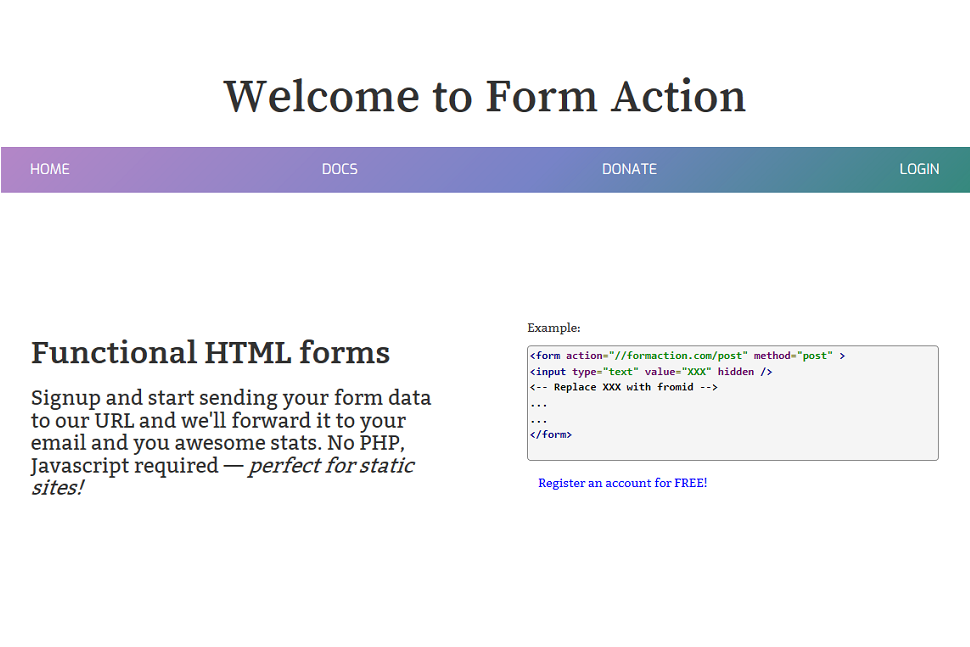 Welcome to Form Action
HOME DOCS DONATE LOGIN
Functional HTML forms
Signup and start sending your form data
to our URL and we'll forward it to your
email and you awesome stats. No PHP,
Javascript required — perfect for static
sites!
Example:
<form action="//formaction.com/post" method="post" >
<input type="text" value="XXX" hidden />
<-- Replace XXX with fromid -->
...
...
</form>
Register an account for FREE!